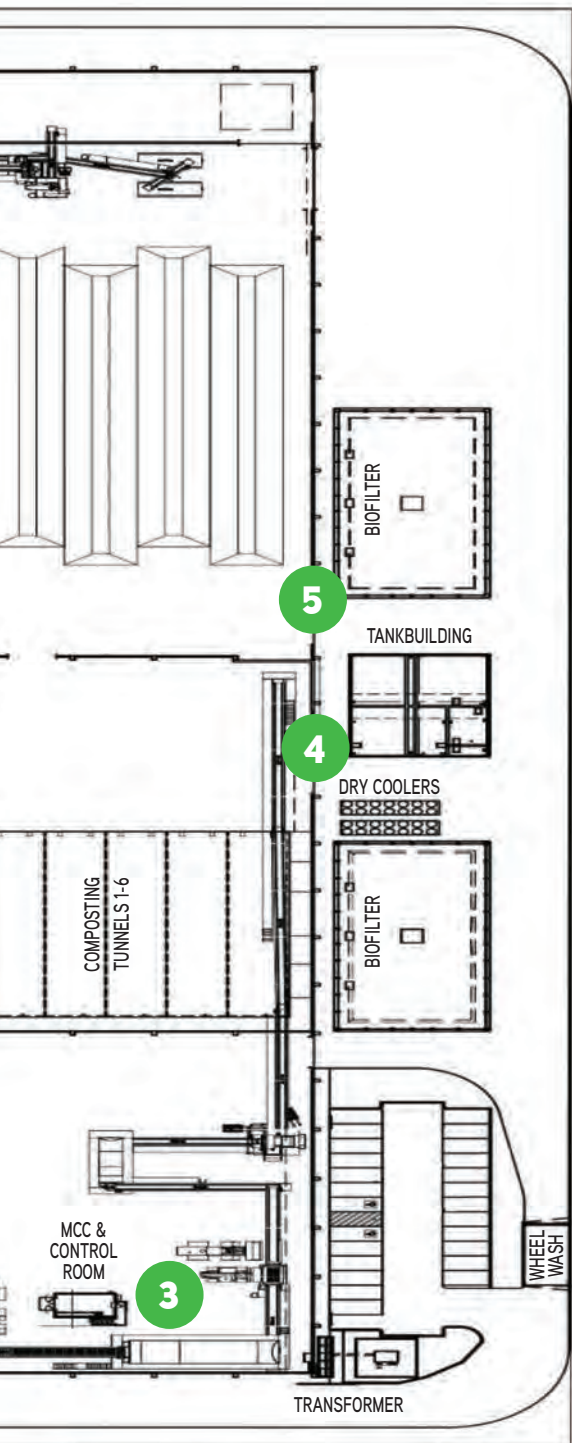 BIOFILTER
5
TANKBUILDING
4
DRY COOLERS
COMPOSTING
TUNNELS 1-6
BIOFILTER
MCC &
CONTROL
ROOM
3
WHEEL
WASH
TRANSFORMER